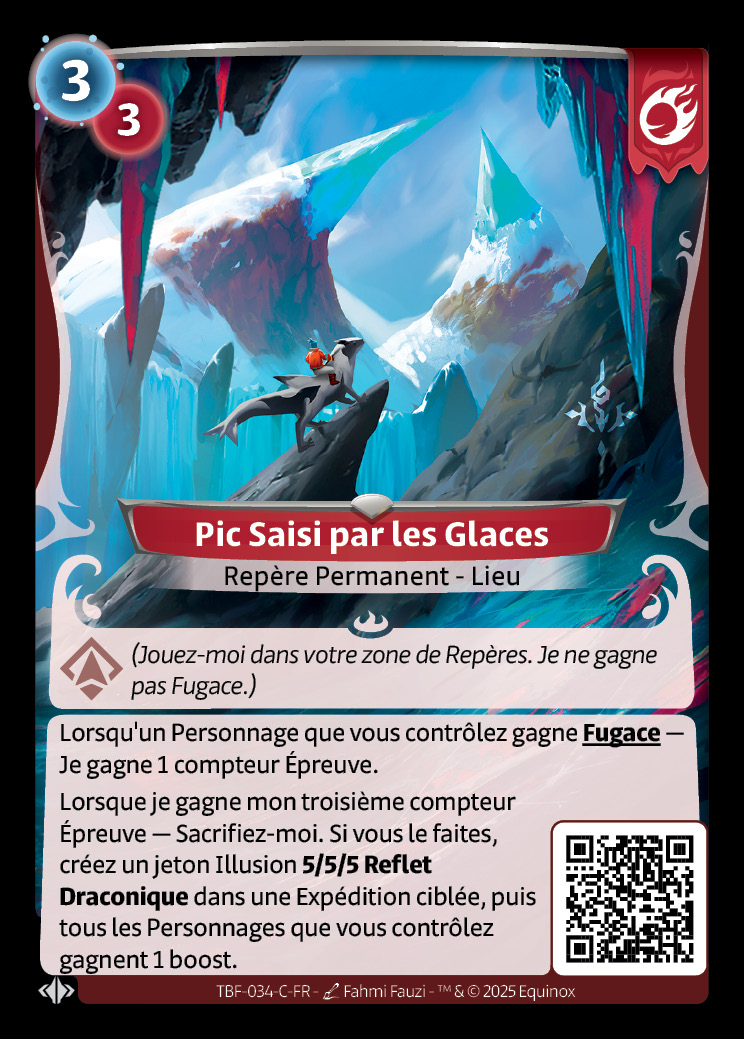 3
3
Pic Saisi par les Glaces
Repère Permanent - Lieu
(Jouez-moi dans votre zone de Repères. Je ne gagne
pas Fugace.)
Lorsqu'un Personnage que vous contrôlez gagne Fugace —
Je gagne 1 compteur Épreuve.
Lorsque je gagne mon troisième compteur
Épreuve — Sacrifiez-moi. Si vous le faites,
créez un jeton Illusion 5/5/5 Reflet
Draconique dans une Expédition ciblée, puis
tous les Personnages que vous contrôlez
gagnent 1 boost.
TBF-034-C-FR - Fahmi Fauzi - ™ & © 2025 Equinox